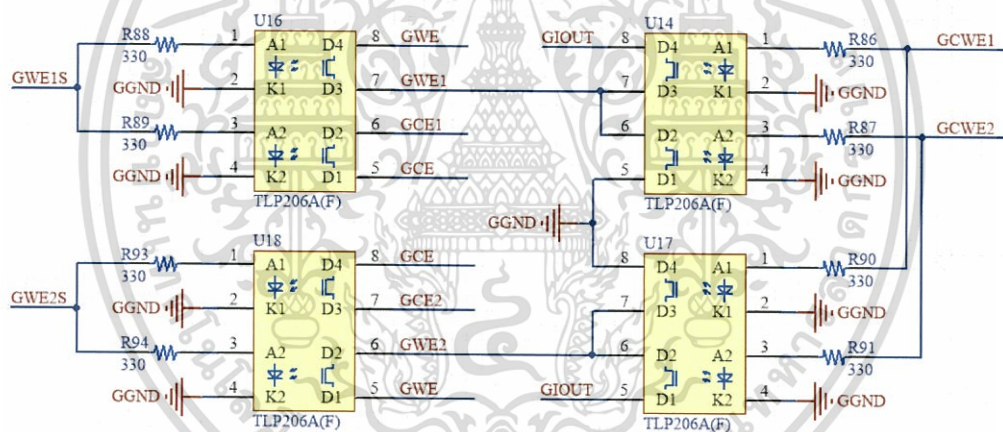 U16
R88
330
1
A1
D4
8
GWE
GWE1S
GGND
2
K1
D3
7
GWE1
R89
330
3
A2
D2
6
GCE1
GGND
4
K2
D1
5
GCE
TLP206A(F)
U14
GIOUT
8
D4
A1
1
R86
330
GCWE1
7
D3
K1
2
GGND
6
D2
A2
3
R87
330
GCWE2
5
D1
K2
4
GGND
TLP206A(F)
GGND
U18
R93
330
1
A1
D4
8
GCE
GWE2S
GGND
2
K1
D3
7
GCE2
R94
330
3
A2
D2
6
GWE2
GGND
4
K2
D1
5
GWE
TLP206A(F)
U17
8
D4
A1
1
R90
330
7
D3
K1
2
GGND
6
D2
A2
3
R91
330
GIOUT
5
D1
K2
4
GGND
TLP206A(F)